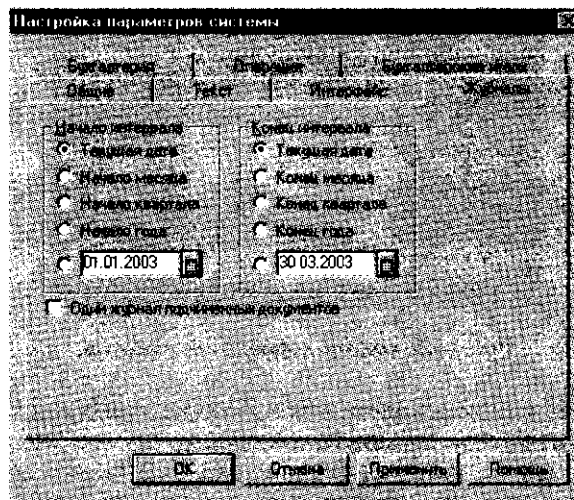 Настройка параметров системы
Бухгалтерия Операция Бухгалтерские итоги
Общие Текст Интерфейс Журналы
Начало интервала Конец интервала
Текущая дата Текущая дата
Начало месяца Конец месяца
Начало квартала Конец квартала
Начало года Конец года
01.01.2003 30.03.2003
Один журнал подчиненных документов
OK Отмена Применить Помощь